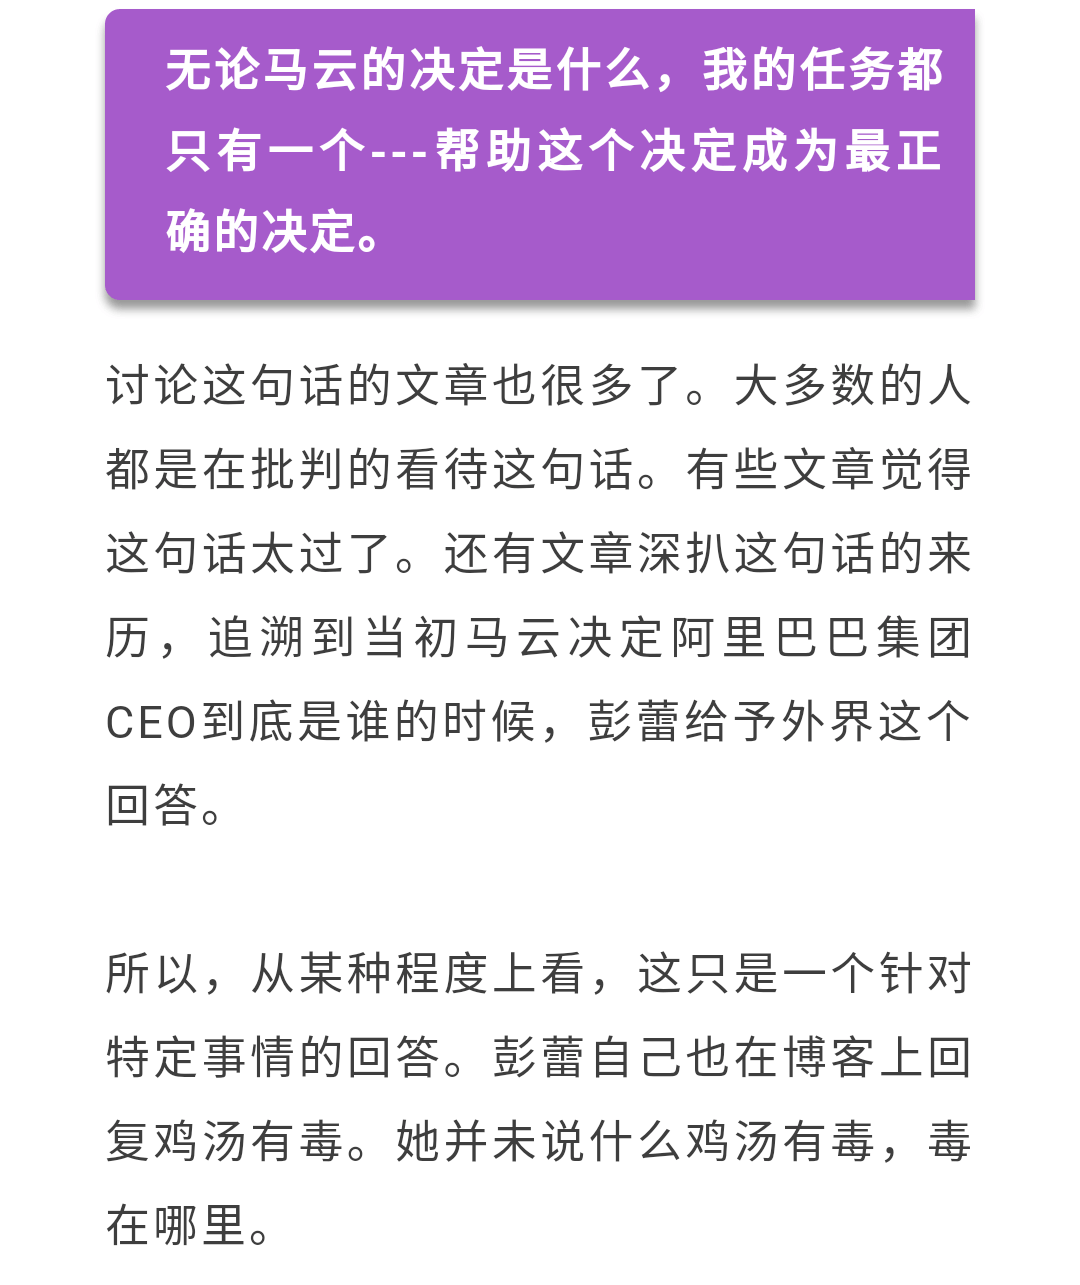 无论马云的决定是什么，我的任务都
只有一个---帮助这个决定成为最正
确的决定。
讨论这句话的文章也很多了。大多数的人
都是在批判的看待这句话。有些文章觉得
这句话太过了。还有文章深扒这句话的来
历，追溯到当初马云决定阿里巴巴集团
CEO到底是谁的时候，彭蕾给予外界这个
回答。
所以，从某种程度上看，这只是一个针对
特定事情的回答。彭蕾自己也在博客上回
复鸡汤有毒。她并未说什么鸡汤有毒，毒
在哪里。